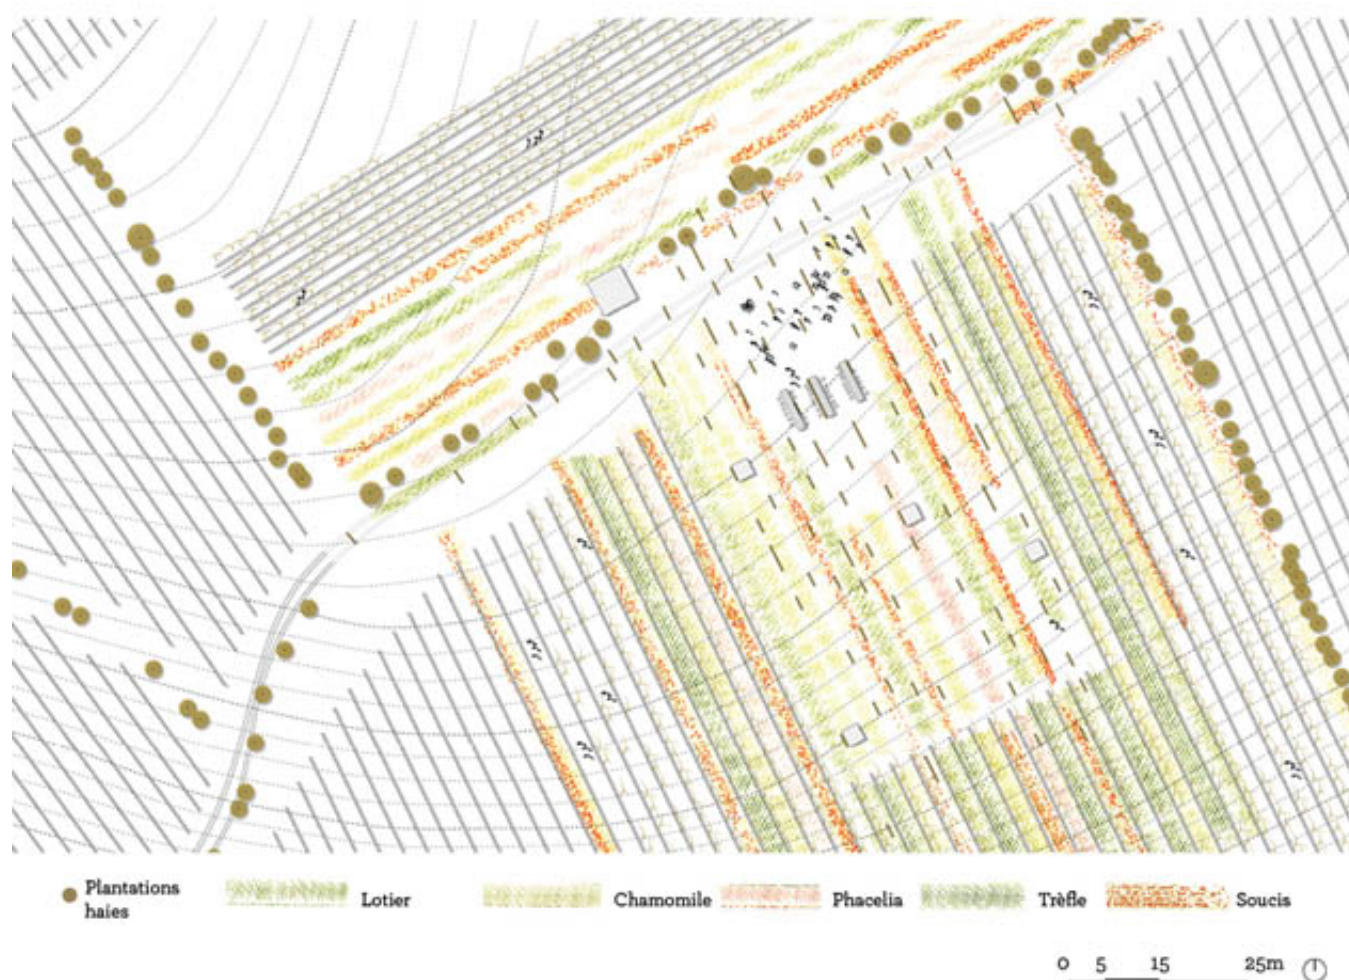 Plantations
haies
Lotier
Chamomile
Phacelia
Trèfle
Soucis
0 5 15 25m